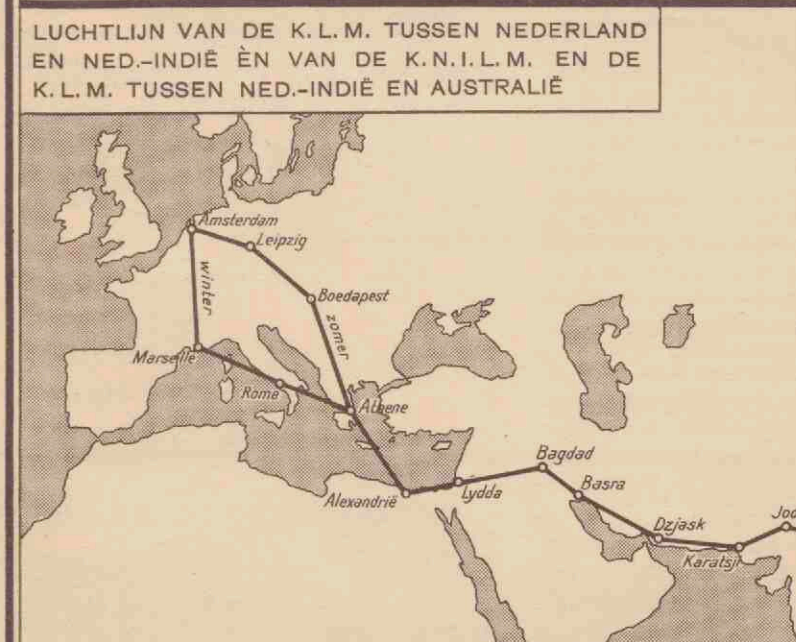 LUCHTLIJN VAN DE K.L.M. TUSSEN NEDERLAND
EN NED.-INDIË ÈN VAN DE K.N.I.L.M. EN DE
K.L.M. TUSSEN NED.-INDIË EN AUSTRALIË
Amsterdam
Leipzig
winter
Boedapest
zomer
Marseille
Rome
Athene
Bagdad
Alexandrië
Lydda
Basra
Jod
Dzjask
Karatsji